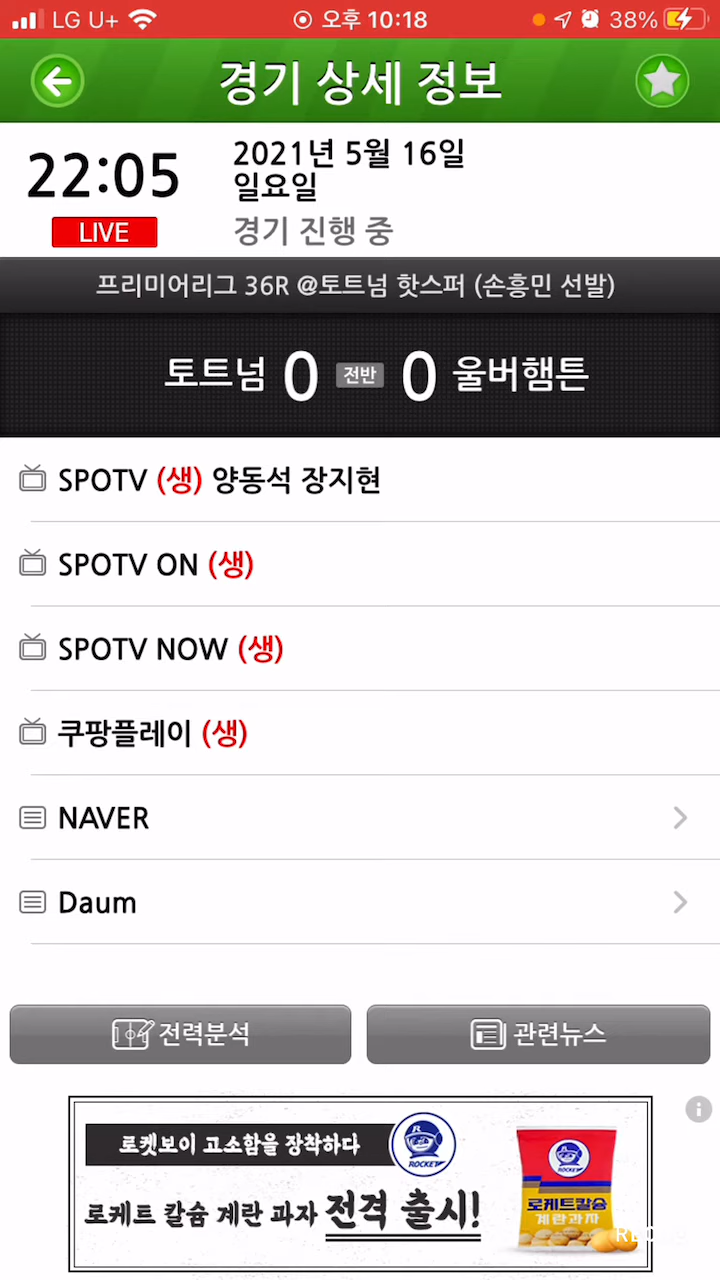 LG U+ 오후 10:18 38%
경기 상세 정보
22:05
2021년 5월 16일
일요일
LIVE
경기 진행 중
프리미어리그 36R @토트넘 핫스퍼 (손흥민 선발)
토트넘 0 전반 0 울버햄튼
SPOTV (생) 양동석 장지현
SPOTV ON (생)
SPOTV NOW (생)
쿠팡플레이 (생)
NAVER
Daum
전력분석
관련뉴스
로켓보이 고소함을 장착하다
ROCKET
로케트 칼슘 계란 과자 전격 출시!
ROCKET
로케트칼슘
계란과자